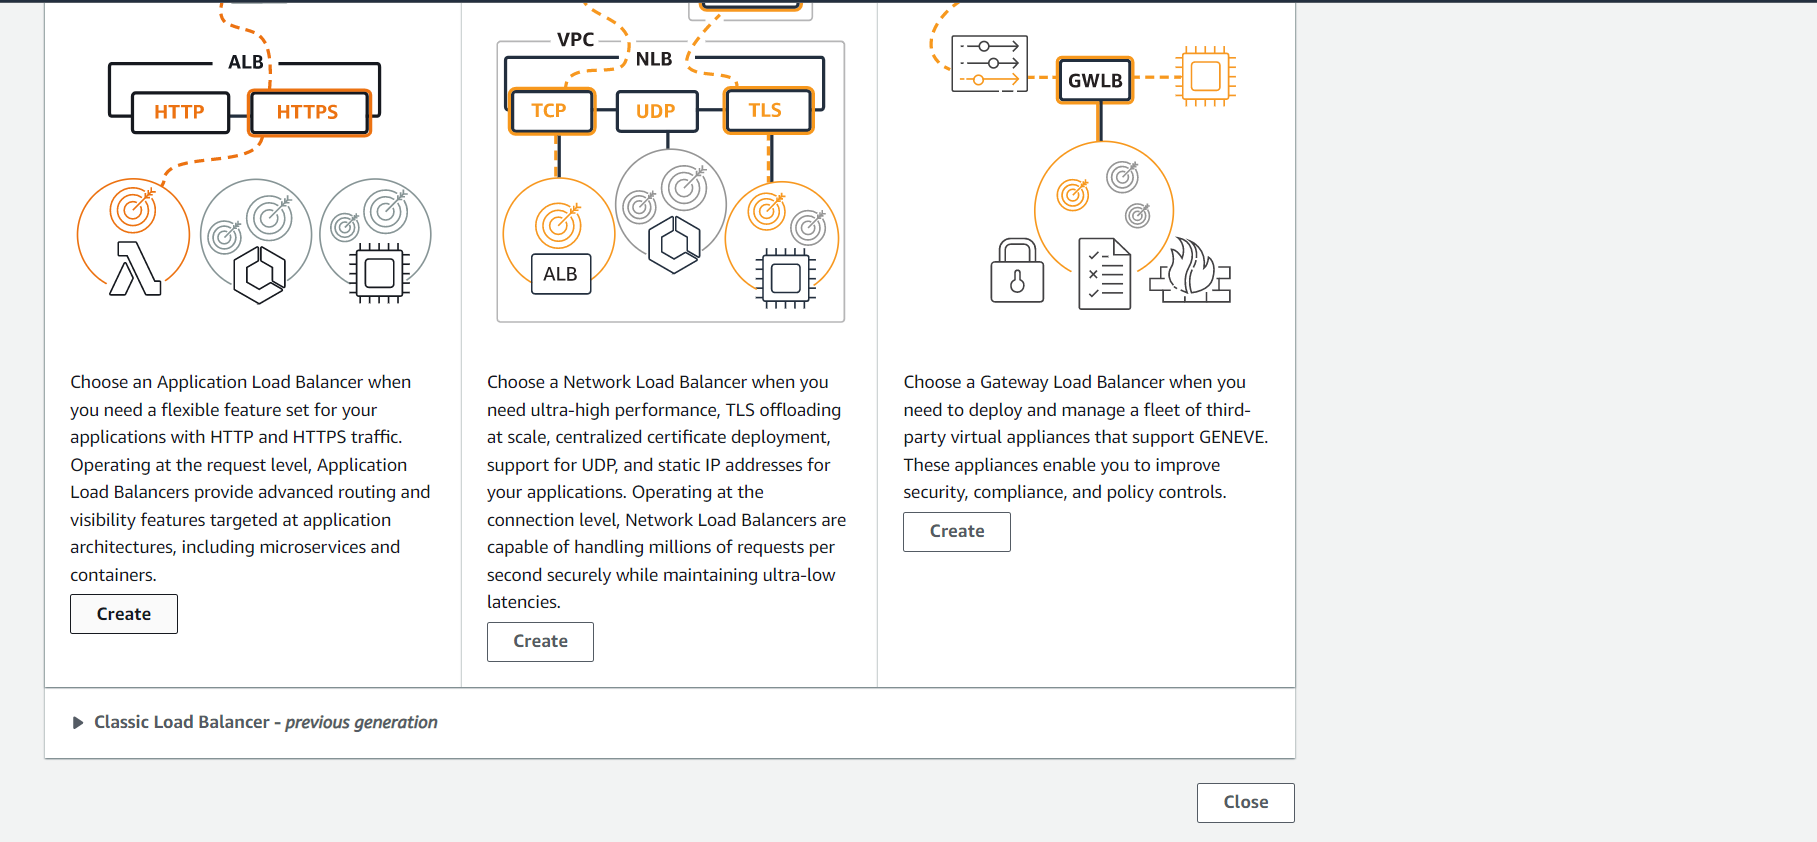 ALB
HTTP
HTTPS
Choose an Application Load Balancer when
you need a flexible feature set for your
applications with HTTP and HTTPS traffic.
Operating at the request level, Application
Load Balancers provide advanced routing and
visibility features targeted at application
architectures, including microservices and
containers.
Create
VPC
NLB
TCP
UDP
TLS
ALB
Choose a Network Load Balancer when you
need ultra-high performance, TLS offloading
at scale, centralized certificate deployment,
support for UDP, and static IP addresses for
your applications. Operating at the
connection level, Network Load Balancers are
capable of handling millions of requests per
second securely while maintaining ultra-low
latencies.
Create
GWLB
Choose a Gateway Load Balancer when you
need to deploy and manage a fleet of third-
party virtual appliances that support GENEVE.
These appliances enable you to improve
security, compliance, and policy controls.
Create
Classic Load Balancer - previous generation
Close